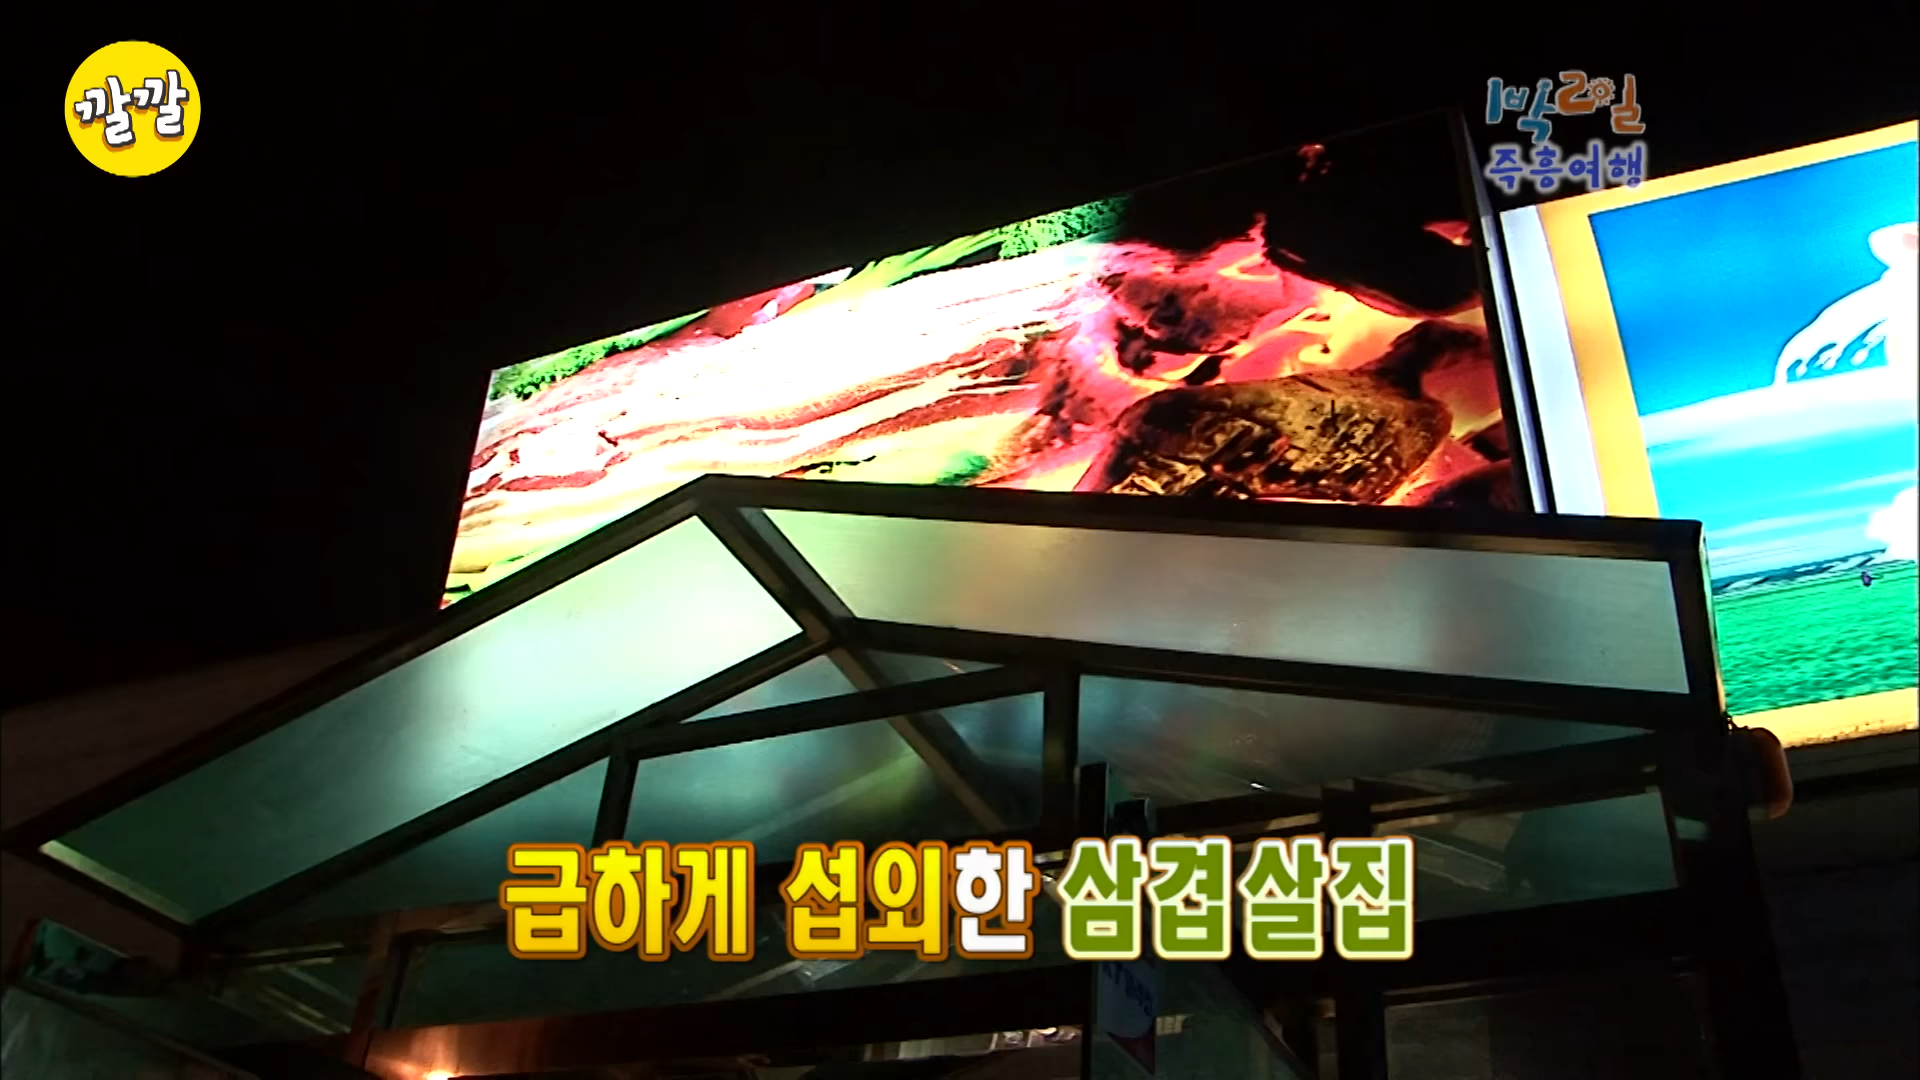 깔깔
1박2일
즉흥여행
급하게 섭외한 삼겹살집